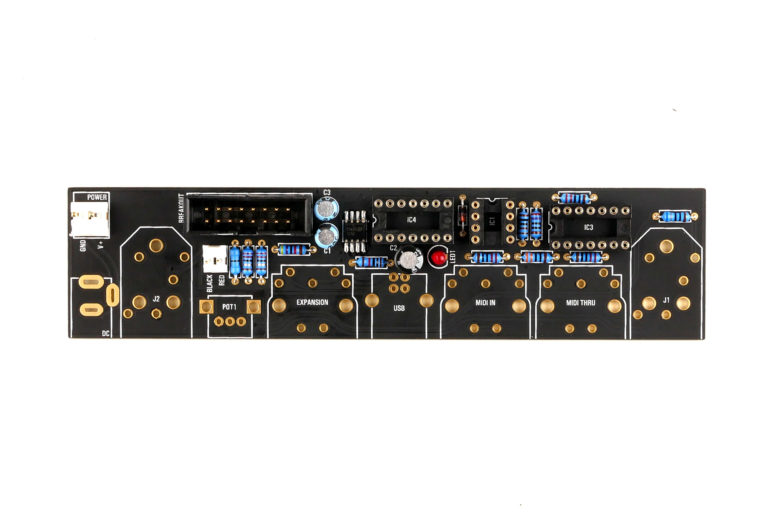 POWER
GND
V+
BREAKOUT
C3
C1
IC4
C2
LED1
IC1
IC3
BLACK
RED
J2
POT1
EXPANSION
USB
MIDI IN
MIDI THRU
J1
DC